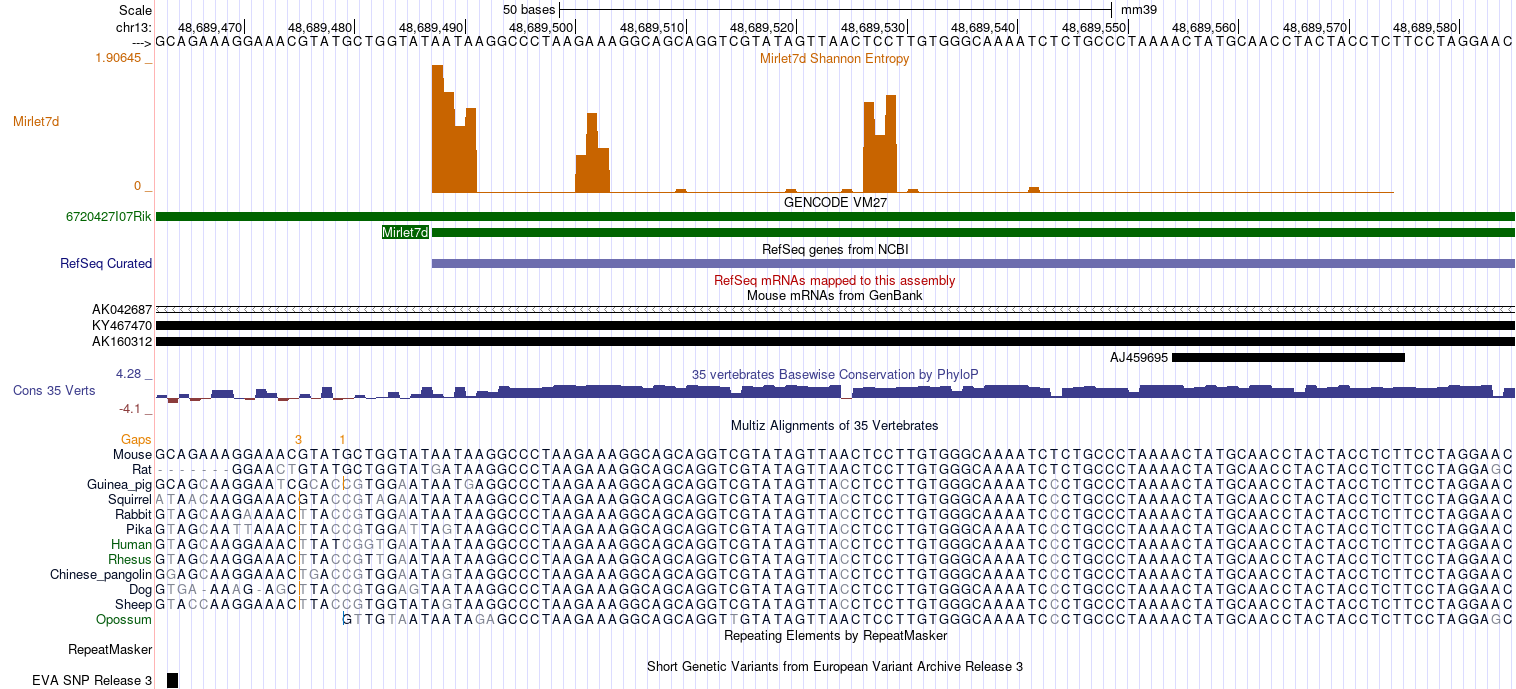 Scale 50 bases mm39
chr13: 48,689,470 48,689,480 48,689,490 48,689,500 48,689,510 48,689,520 48,689,530 48,689,540 48,689,550 48,689,560 48,689,570 48,689,580
---> GCAGAAAGGAAACGTATGCTGGTATAATAAGGCCCTAAGAAAGGCAGCAGGTCGTATAGTTAACTCCTTGTGGGCAAAATCTCTGCCCTAAAACTATGCAACCTACTACCTCTTCCTAGGAAC
Mirlet7d Shannon Entropy
1.90645 _
Mirlet7d
0 _
GENCODE VM27
6720427I07Rik
Mirlet7d
RefSeq genes from NCBI
RefSeq Curated
RefSeq mRNAs mapped to this assembly
Mouse mRNAs from GenBank
AK042687
KY467470
AK160312
AJ459695
35 vertebrates Basewise Conservation by PhyloP
4.28 _
Cons 35 Verts
-4.1 _
Multiz Alignments of 35 Vertebrates
Gaps 3 1
Mouse GCAGAAAGGAAACGTATGCTGGTATAATAAGGCCCTAAGAAAGGCAGCAGGTCGTATAGTTAACTCCTTGTGGGCAAAATCTCTGCCCTAAAACTATGCAACCTACTACCTCTTCCTAGGAAC
Rat -------GGAACTGTATGCTGGTATGATAAGGCCCTAAGAAAGGCAGCAGGTCGTATAGTTAACTCCTTGTGGGCAAAATCTCTGCCCTAAAACTATGCAACCTACTACCTCTTCCTAGGAGC
Guinea_pig GCAGCAAGGAATCGCACCGTGGAATAATGAGGCCCTAAGAAAGGCAGCAGGTCGTATAGTTACCTCCTTGTGGGCAAAATCCCTGCCCTAAAACTATGCAACCTACTACCTCTTCCTAGGAAC
Squirrel ATAACAAGGAAACGTACCGTAGAATAATAAGGCCCTAAGAAAGGCAGCAGGTCGTATAGTTACCTCCTTGTGGGCAAAATCCCTGCCCTAAAACTATGCAACCTACTACCTCTTCCTAGGAAC
Rabbit GTAGCAAGAAAACTTACCGTGGAATAATAAGGCCCTAAGAAAGGCAGCAGGTCGTATAGTTACCTCCTTGTGGGCAAAATCCCTGCCCTAAAACTATGCAACCTACTACCTCTTCCTAGGAAC
Pika GTAGCAATTAAACTTACCGTGGATTAGTAAGGCCCTAAGAAAGGCAGCAGGTCGTATAGTTACCTCCTTGTGGGCAAAATCCCTGCCCTAAAACTATGCAACCTACTACCTCTTCCTAGGAAC
Human GTAGCAAGGAAACTTATCGGTGAATAATAAGGCCCTAAGAAAGGCAGCAGGTCGTATAGTTACCTCCTTGTGGGCAAAATCCCTGCCCTAAAACTATGCAACCTACTACCTCTTCCTAGGAAC
Rhesus GTAGCAAGGAAACTTACCGTTGAATAATAAGGCCCTAAGAAAGGCAGCAGGTCGTATAGTTACCTCCTTGTGGGCAAAATCCCTGCCCTAAAACTATGCAACCTACTACCTCTTCCTAGGAAC
Chinese_pangolin GGAGCAAGGAAACTGACCGTGGAATAGTAAGGCCCTAAGAAAGGCAGCAGGTCGTATAGTTACCTCCTTGTGGGCAAAATCCCTGCCCTAAAACTATGCAACCTACTACCTCTTCCTAGGAAC
Dog GTGA-AAAG-AGCTTACCGTGGAGTAATAAGGCCCTAAGAAAGGCAGCAGGTCGTATAGTTACCTCCTTGTGGGCAAAATCCCTGCCCTAAAACTATGCAACCTACTACCTCTTCCTAGGAAC
Sheep GTACCAAGGAAACTTACCGTGGTATAGTAAGGCCCTAAGAAAGGCAGCAGGTCGTATAGTTACCTCCTTGTGGGCAAAATCCCTGCCCTAAAACTATGCAACCTACTACCTCTTCCTAGGAAC
Opossum GTTGTAATAATAGAGCCCTAAGAAAGGCAGCAGGTTGTATAGTTAACTCCTTGTGGGCAAAATCCCTGCCCTAAAACTATGCAACCTACTACCTCTTCCTAGGAGC
Repeating Elements by RepeatMasker
RepeatMasker
Short Genetic Variants from European Variant Archive Release 3
EVA SNP Release 3